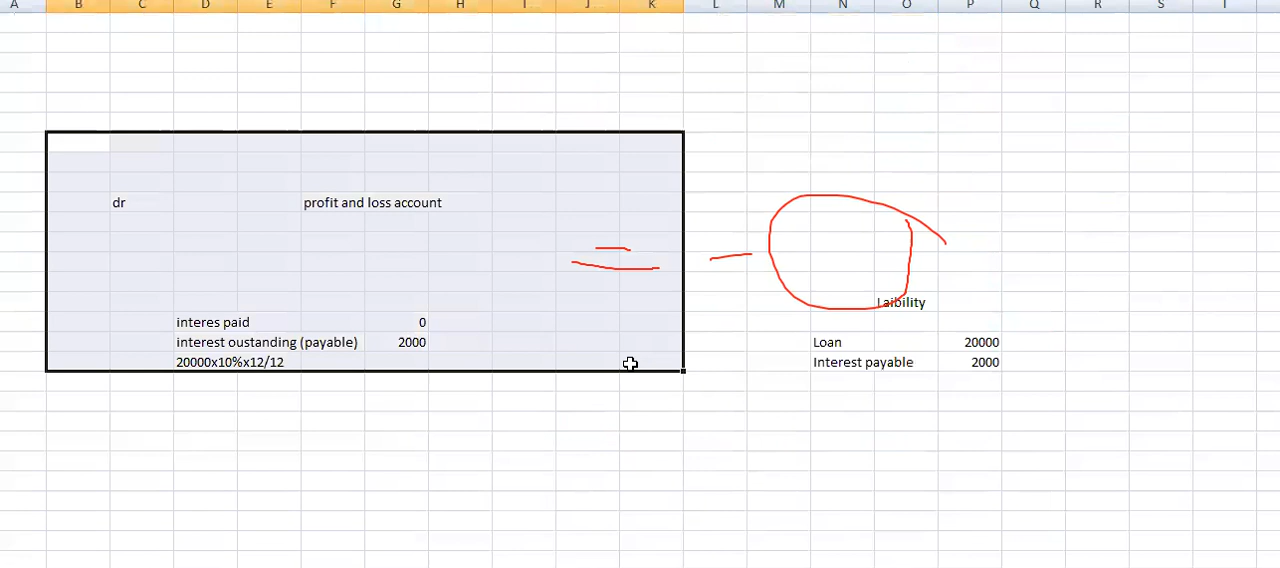 A B C D E F G H I J K L M N O P Q R S T
dr profit and loss account
Laibility
interes paid 0
interest oustanding (payable) 2000 Loan 20000
20000x10%x12/12 Interest payable 2000